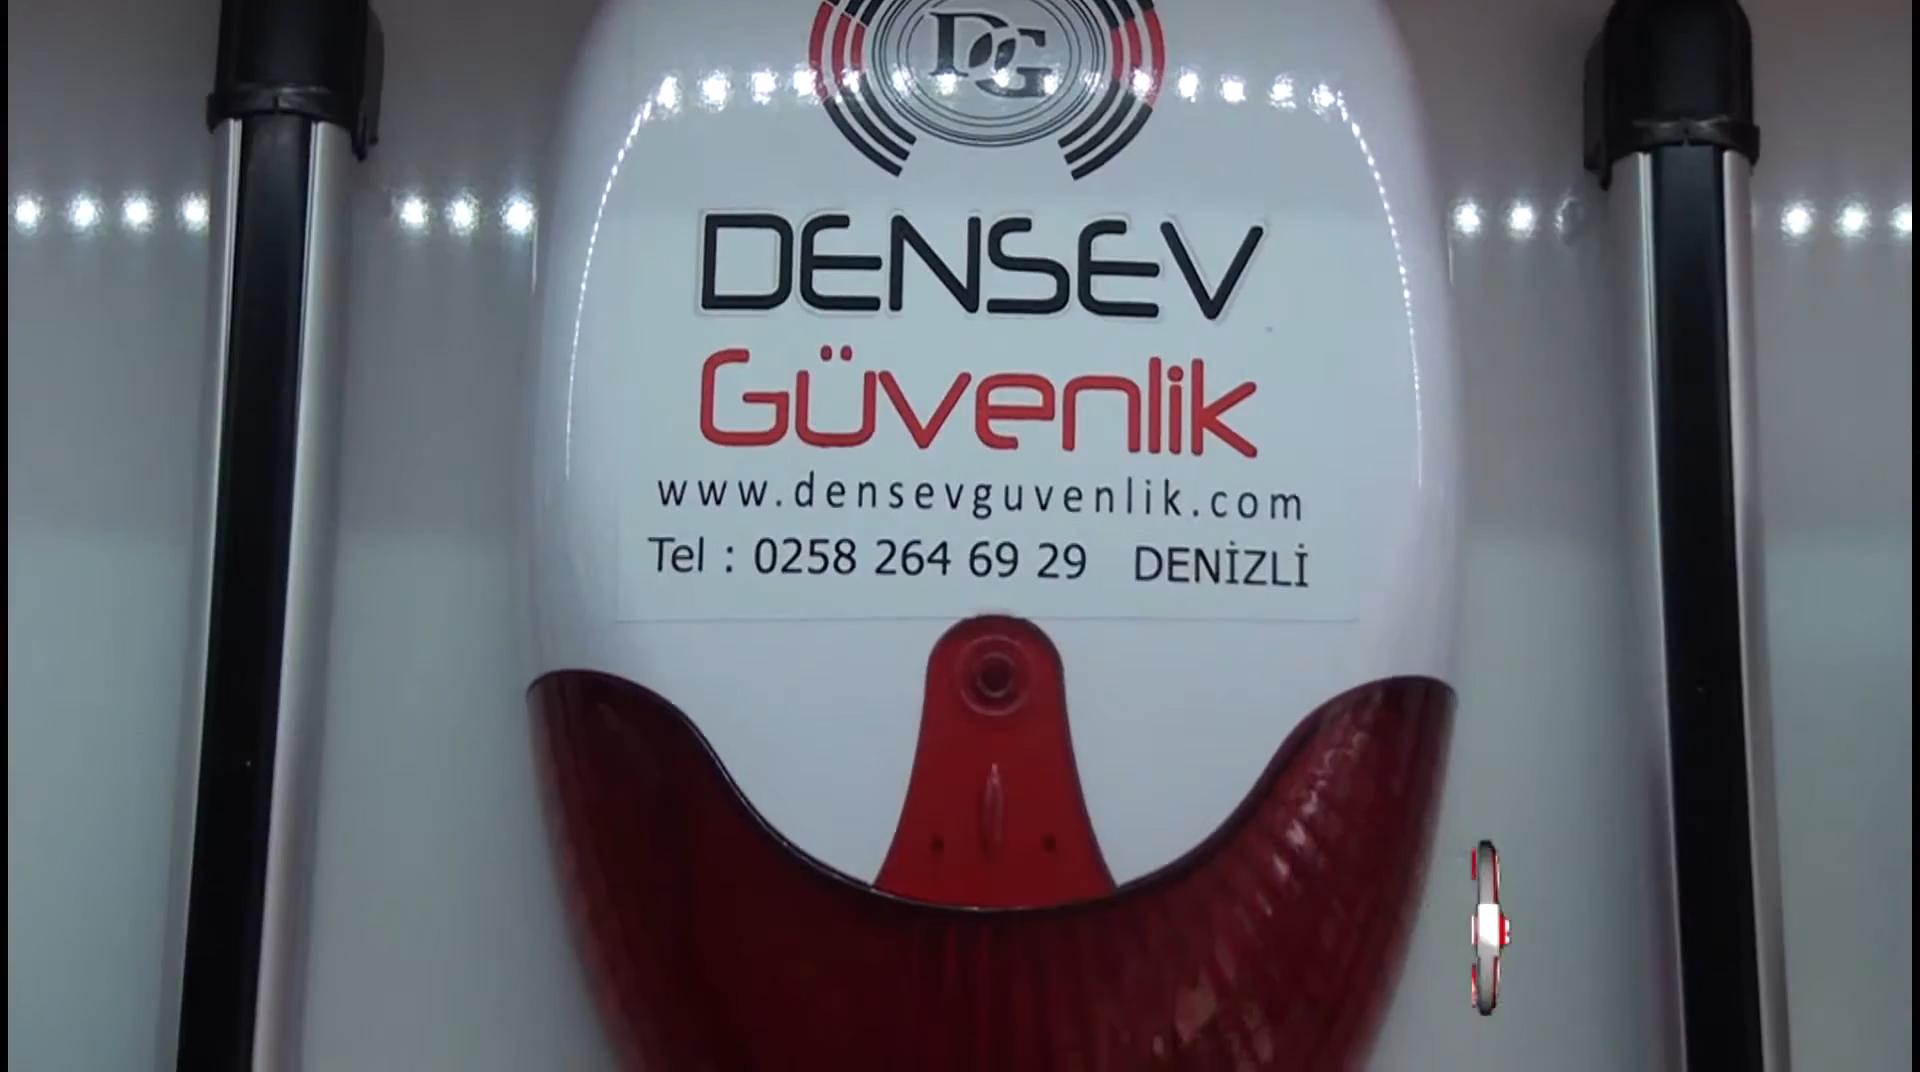 DG
DENSEV
Güvenlik
www.densevguvenlik.com
Tel : 0258 264 69 29 DENİZLİ